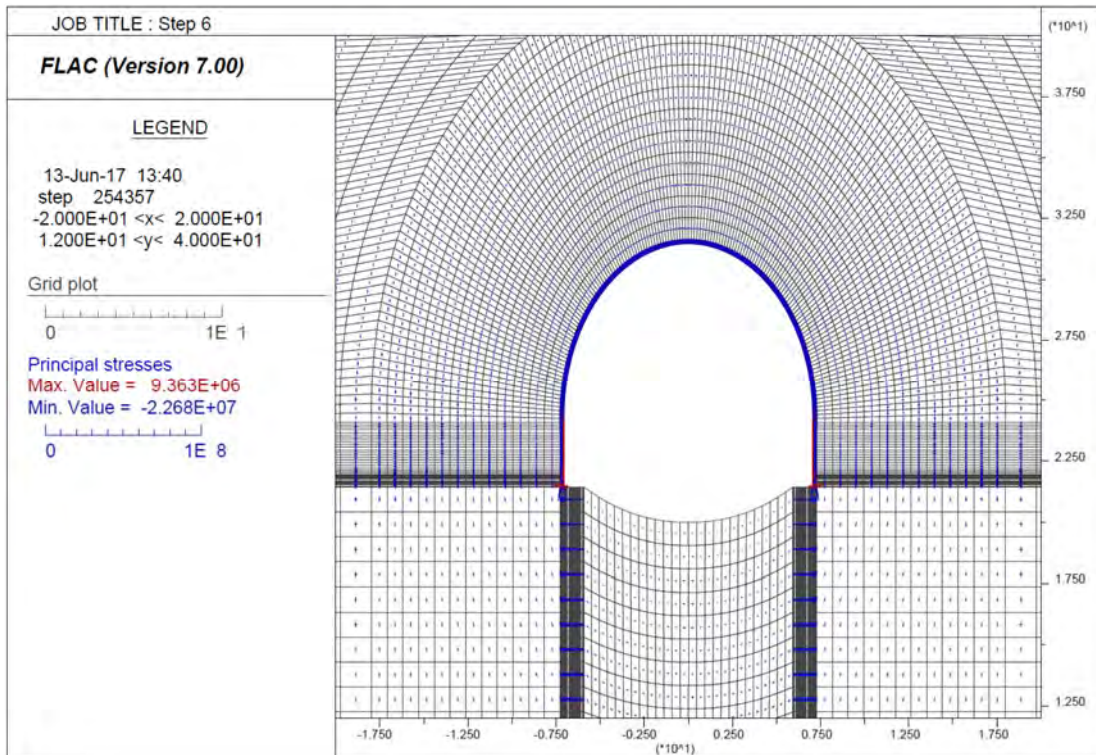 JOB TITLE : Step 6
FLAC (Version 7.00)
LEGEND
13-Jun-17 13:40
step 254357
-2.000E+01 <x< 2.000E+01
1.200E+01 <y< 4.000E+01
Grid plot
0 1E 1
Principal stresses
Max. Value = 9.363E+06
Min. Value = -2.268E+07
0 1E 8
(*10^1)
3.750
3.250
2.750
2.250
1.750
1.250
-1.750 -1.250 -0.750 -0.250 0.250 0.750 1.250 1.750
(*10^1)